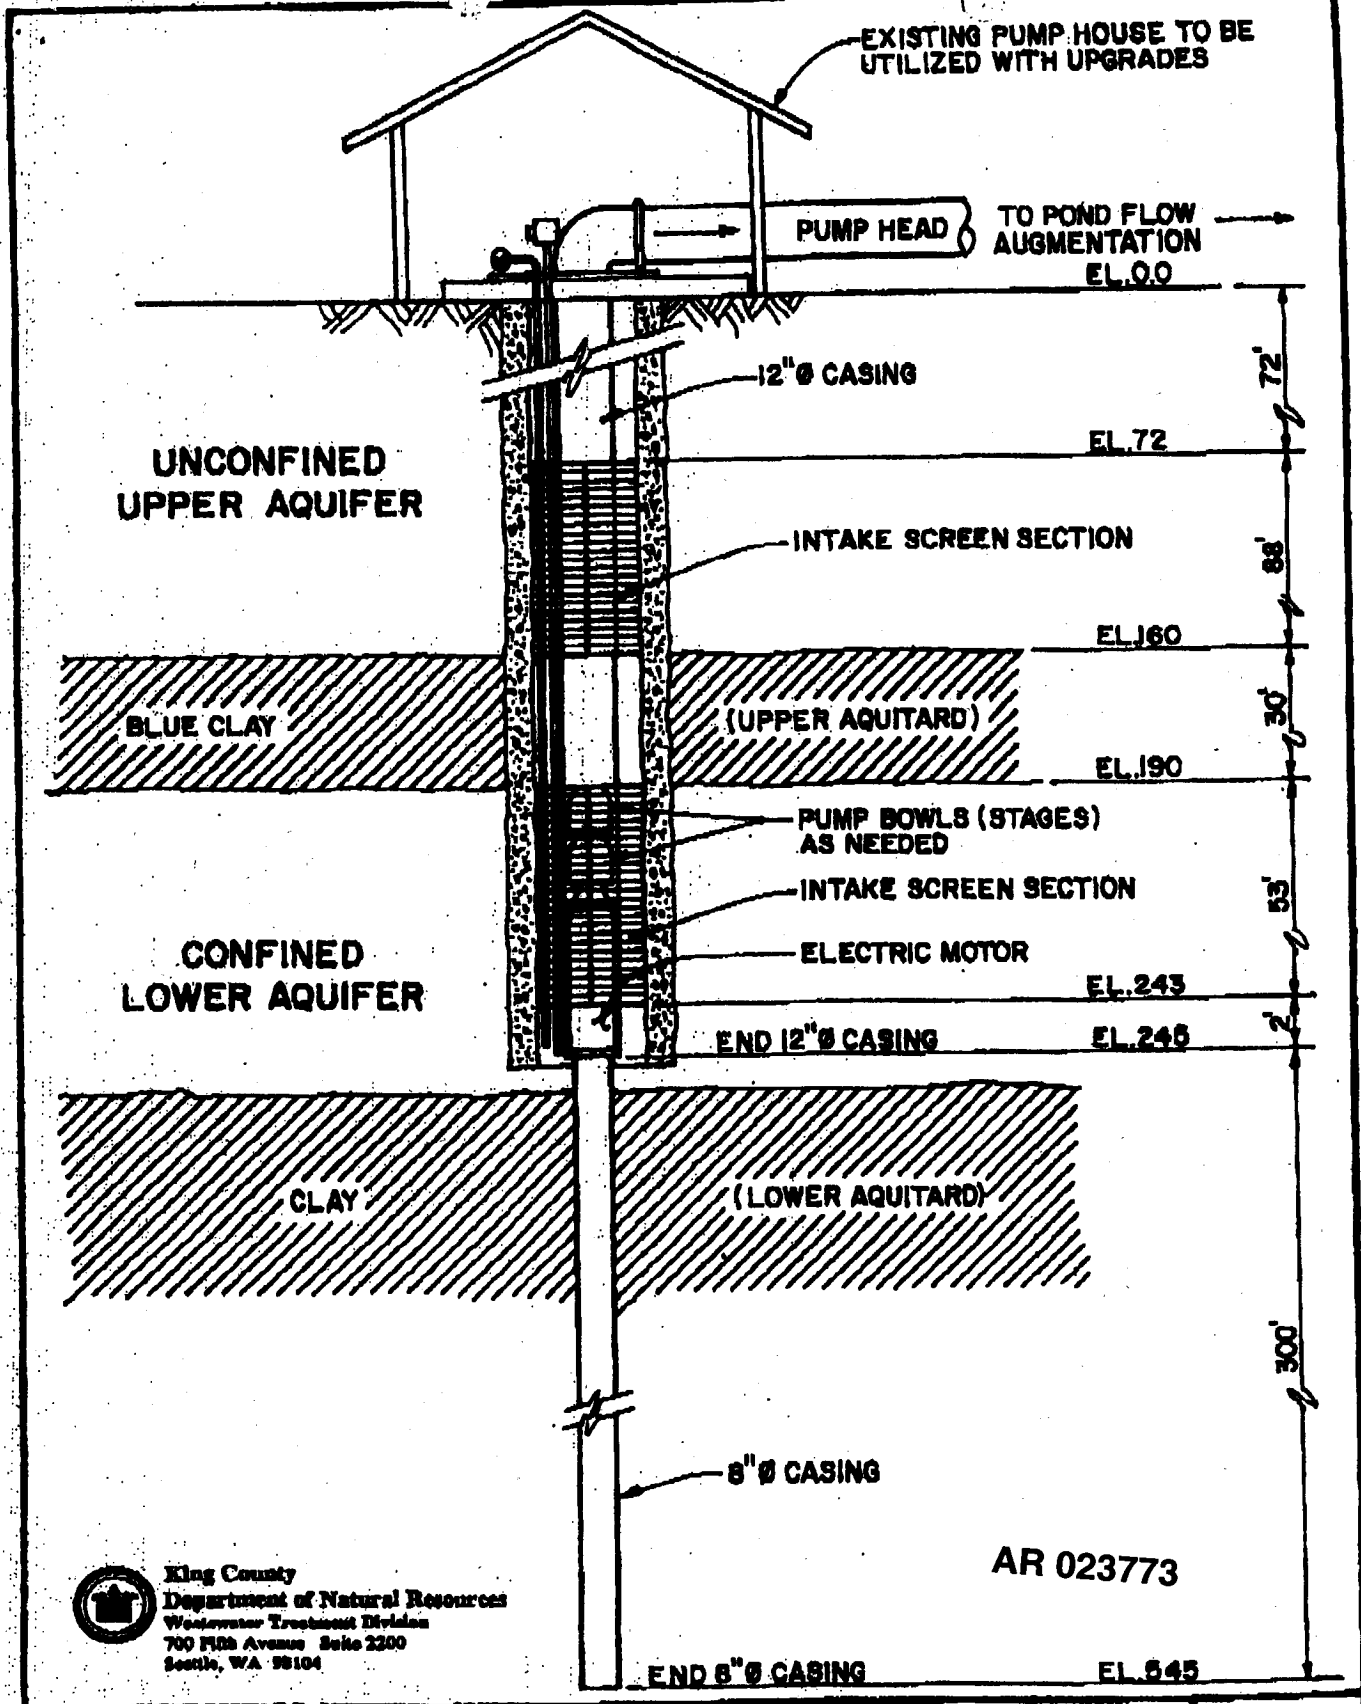 EXISTING PUMP HOUSE TO BE
UTILIZED WITH UPGRADES
PUMP HEAD
TO POND FLOW
AUGMENTATION
EL.0.0
72'
12"Ø CASING
EL.72
UNCONFINED
UPPER AQUIFER
INTAKE SCREEN SECTION
88'
EL.160
BLUE CLAY
(UPPER AQUITARD)
30'
EL.190
PUMP BOWLS (STAGES)
AS NEEDED
INTAKE SCREEN SECTION
53'
CONFINED
LOWER AQUIFER
ELECTRIC MOTOR
EL.243
2'
END 12"Ø CASING
EL.245
CLAY
(LOWER AQUITARD)
300'
8"Ø CASING
AR 023773
King County
Department of Natural Resources
Wastewater Treatment Division
700 Fifth Avenue Suite 2200
Seattle, WA 98104
END 8"Ø CASING
EL.545